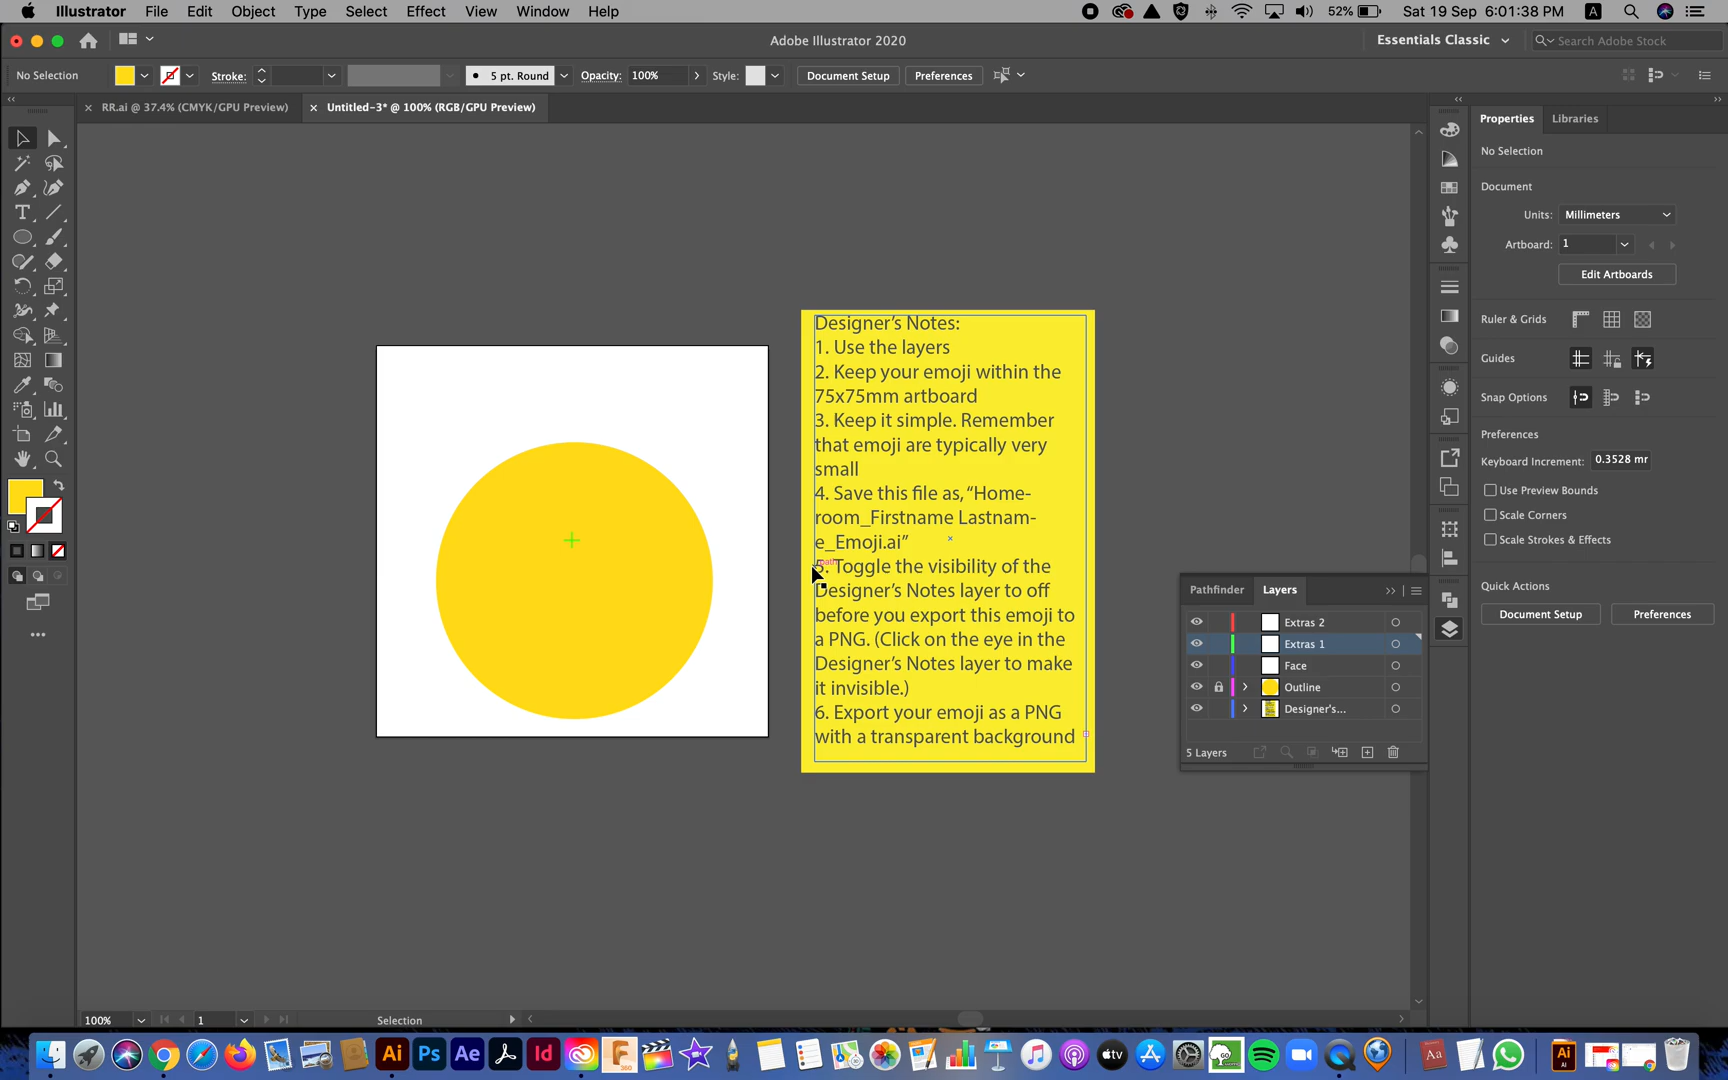 Illustrator File Edit Object Type Select Effect View Window Help 52% Sat 19 Sep 6:01:38 PM A
Adobe Illustrator 2020 Essentials Classic Search Adobe Stock
No Selection Stroke: 5 pt. Round Opacity: 100% Style: Document Setup Preferences
RR.ai @ 37.4% (CMYK/GPU Preview) Untitled-3* @ 100% (RGB/GPU Preview)
Designer’s Notes:
1. Use the layers
2. Keep your emoji within the
75x75mm artboard
3. Keep it simple. Remember
that emoji are typically very
small
4. Save this file as, “Home-
room_Firstname Lastnam-
e_Emoji.ai”
5. Toggle the visibility of the
Designer’s Notes layer to off
before you export this emoji to
a PNG. (Click on the eye in the
Designer’s Notes layer to make
it invisible.)
6. Export your emoji as a PNG
with a transparent background
Pathfinder Layers
Extras 2
Extras 1
Face
Outline
Designer's...
5 Layers
Properties Libraries
No Selection
Document
Units: Millimeters
Artboard: 1
Edit Artboards
Ruler & Grids
Guides
Snap Options
Preferences
Keyboard Increment: 0.3528 mr
Use Preview Bounds
Scale Corners
Scale Strokes & Effects
Quick Actions
Document Setup Preferences
100% 1 Selection
Ai Ps Ae Id F 360 GO Aa Ai